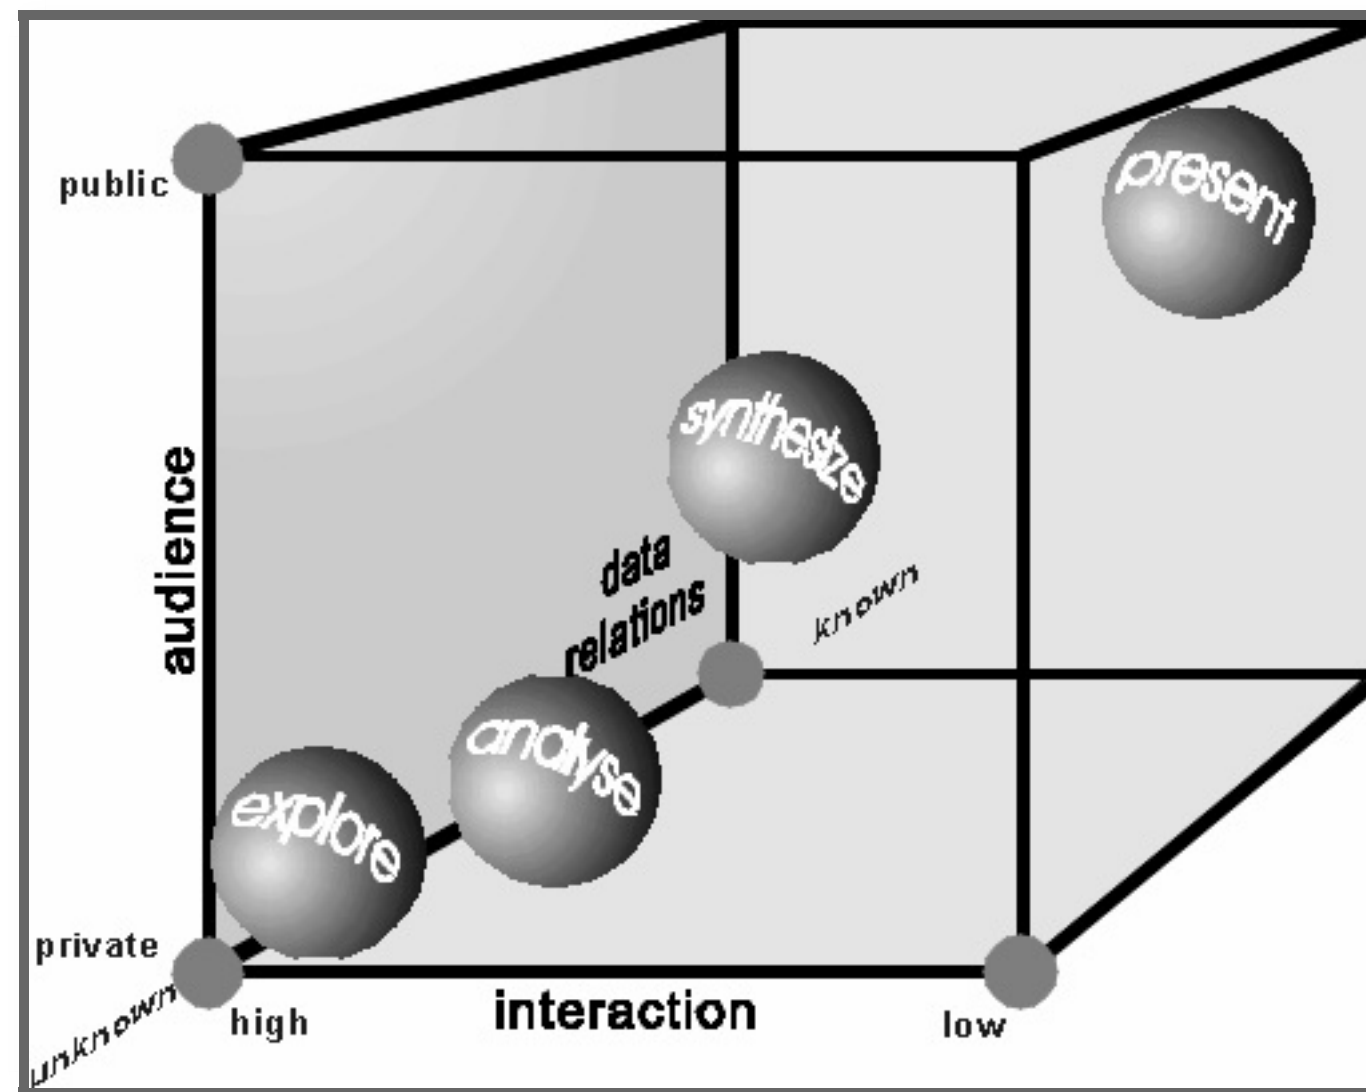 public
present
synthesize
audience
data
relations
known
analyse
explore
private
unknown
high
interaction
low